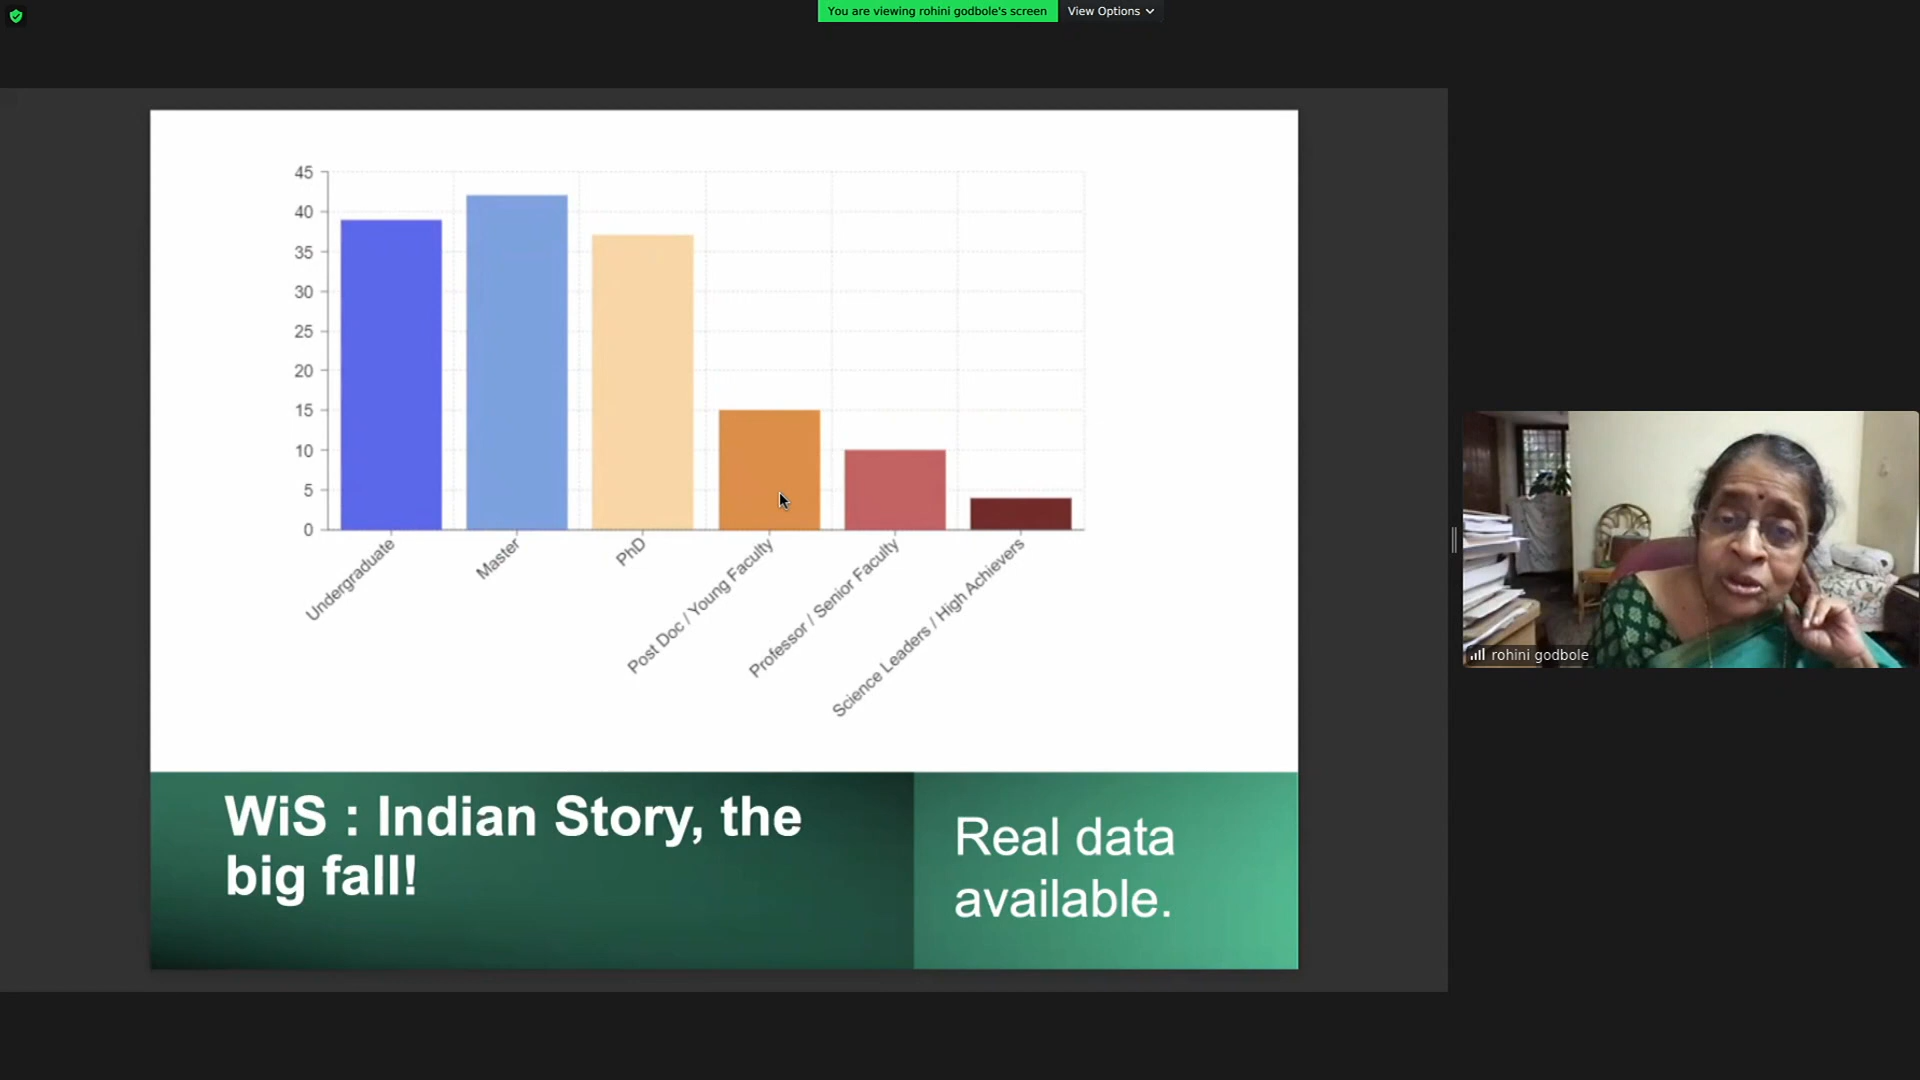 You are viewing rohini godbole's screen
View Options
45
40
35
30
25
20
15
10
5
0
Undergraduate
Master
PhD
Post Doc / Young Faculty
Professor / Senior Faculty
Science Leaders / High Achievers
WiS : Indian Story, the
big fall!
Real data
available.
rohini godbole